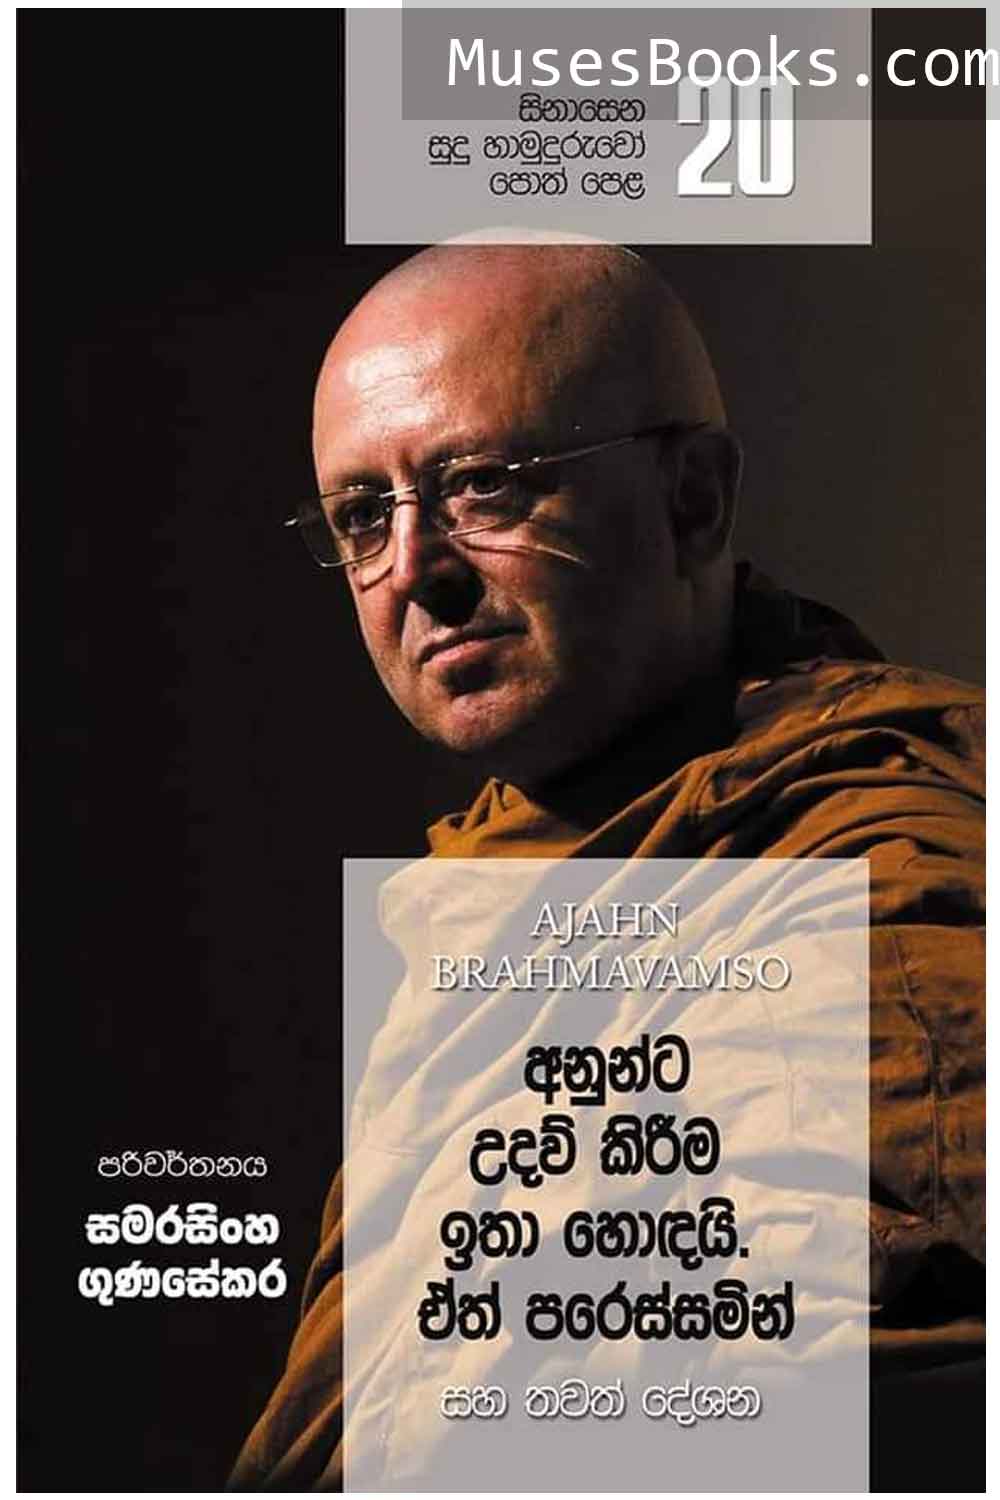 MusesBooks.com
සිනාසෙන
සුදු හාමුදුරුවෝ
පොත් පෙළ
20
AJAHN
BRAHMAVAMSO
අනුන්ට
උදව් කිරීම
ඉතා හොඳයි.
ඒත් පරෙස්සමින්
සහ තවත් දේශන
පරිවර්තනය
සමරසිංහ
ගුණසේකර